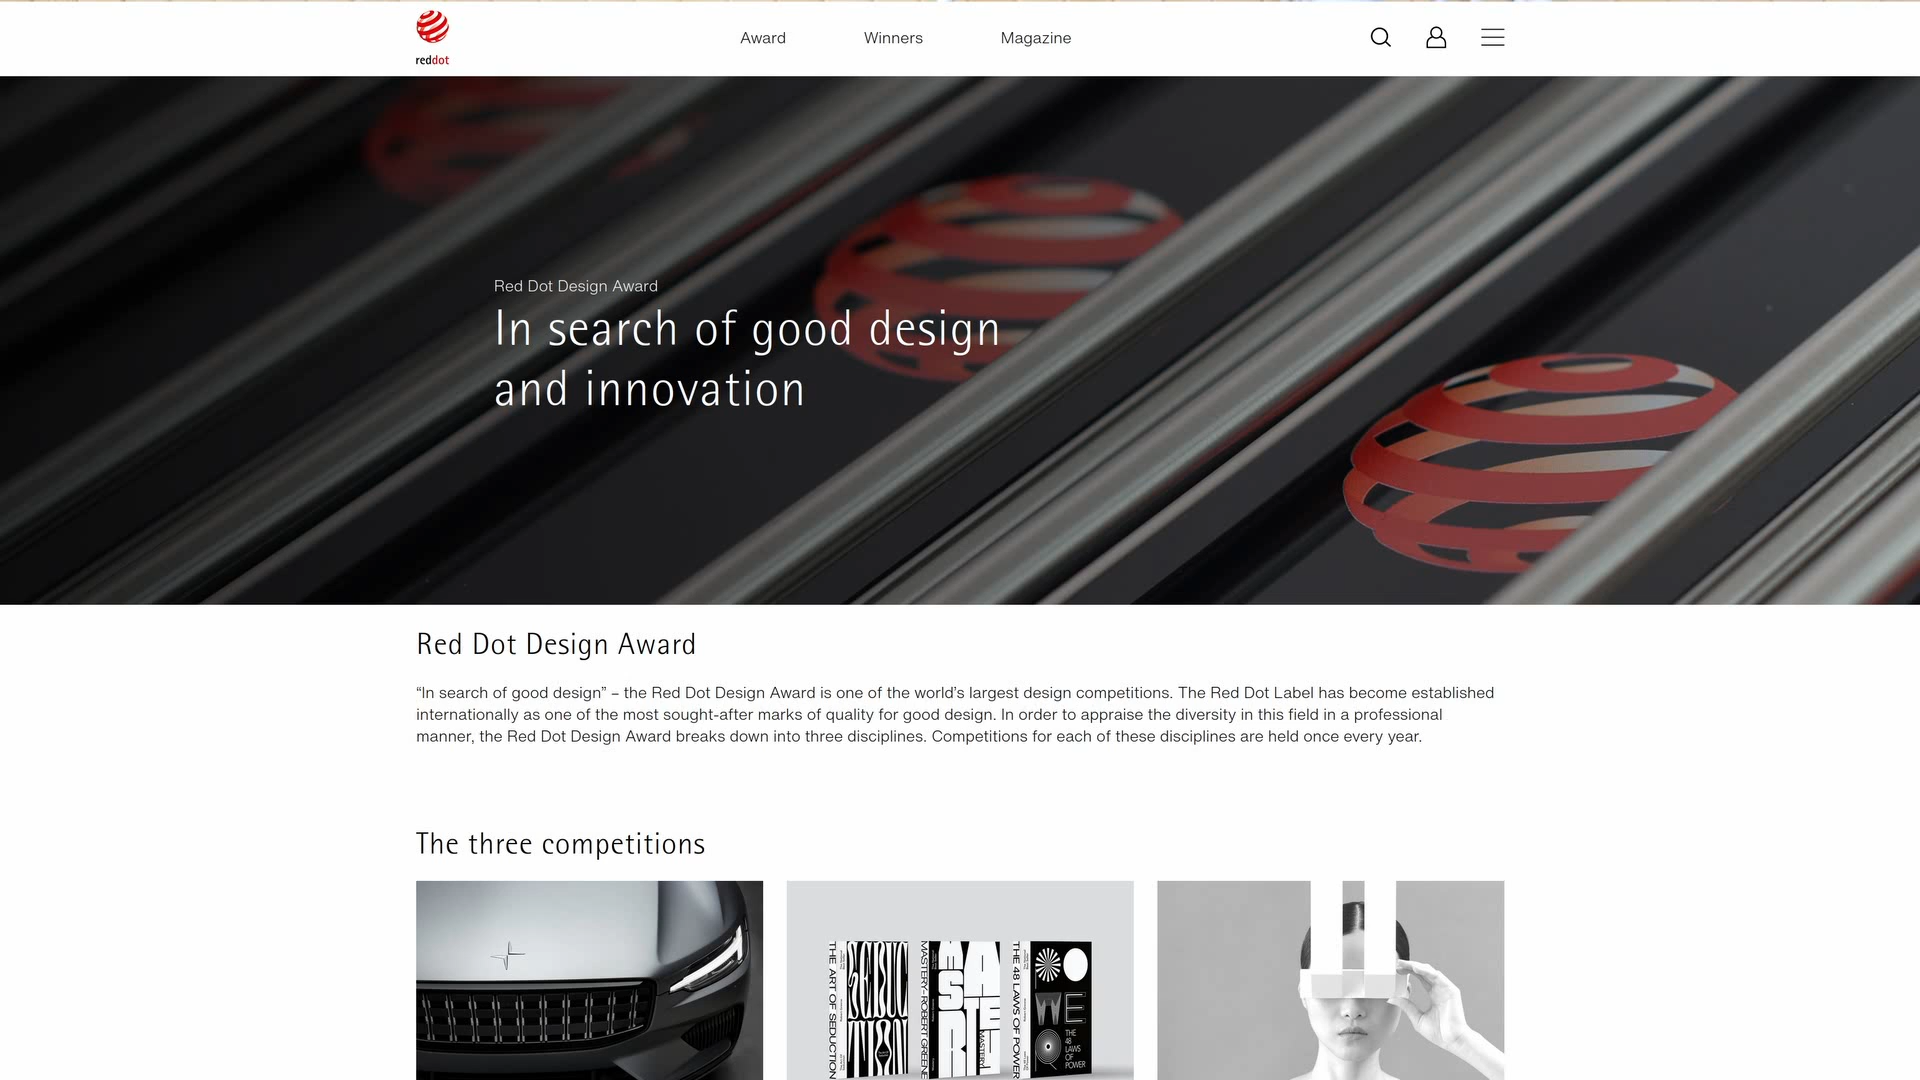 reddot
Award
Winners
Magazine
Red Dot Design Award
In search of good design
and innovation
Red Dot Design Award
“In search of good design” – the Red Dot Design Award is one of the world’s largest design competitions. The Red Dot Label has become established
internationally as one of the most sought-after marks of quality for good design. In order to appraise the diversity in this field in a professional
manner, the Red Dot Design Award breaks down into three disciplines. Competitions for each of these disciplines are held once every year.
The three competitions
THE ART OF SEDUCTION
SEDUC
TION
MASTERY-ROBERT GREENE
MASTERY
THE 48 LAWS OF POWER
POWER
THE
48
LAWS
OF
POWER